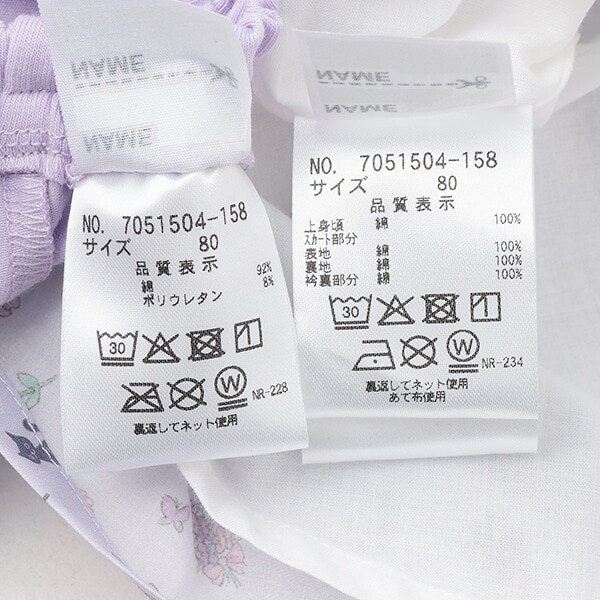 NAME
NAME
NO. 7051504-158
サイズ 80
品質表示
綿 92%
ポリウレタン 8%
30
W
NR-228
裏返してネット使用
NAME
NAME
NO. 7051504-158
サイズ 80
品質表示
上身頃 綿 100%
スカート部分
表地 綿 100%
裏地 綿 100%
衿裏部分 綿 100%
30
W
NR-234
裏返してネット使用
あて布使用